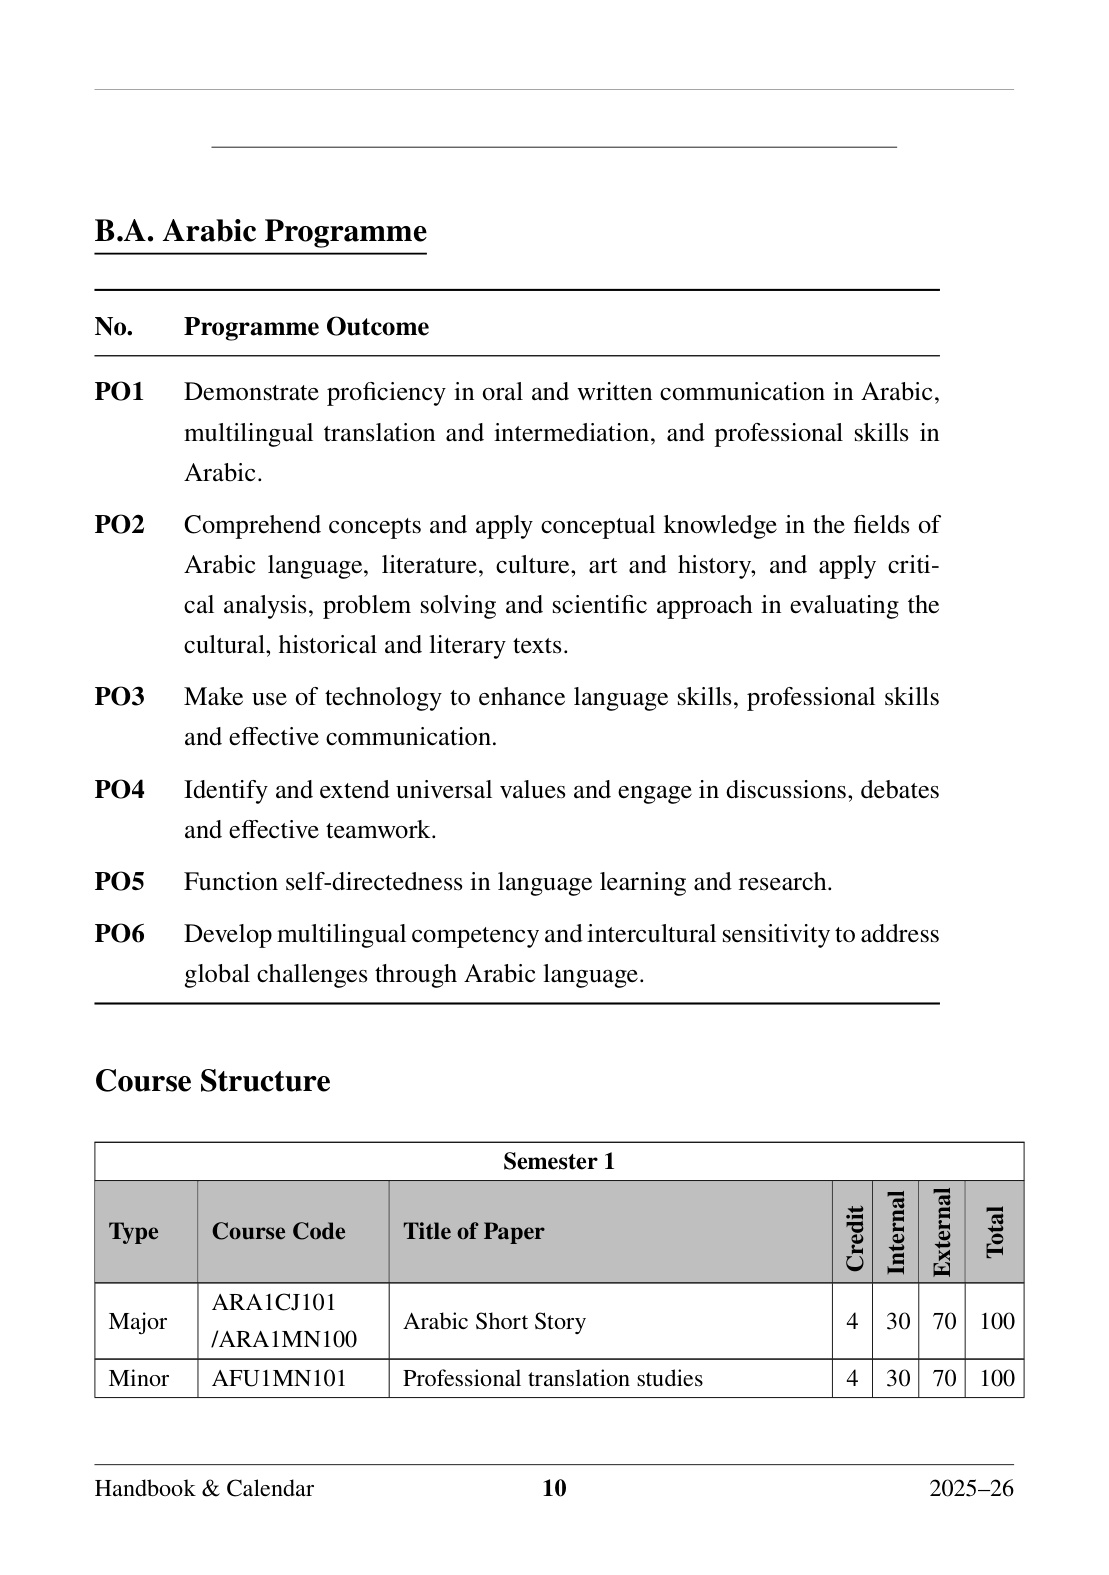 B.A. Arabic Programme
No. Programme Outcome
PO1 Demonstrate proficiency in oral and written communication in Arabic,
multilingual translation and intermediation, and professional skills in
Arabic.
PO2 Comprehend concepts and apply conceptual knowledge in the fields of
Arabic language, literature, culture, art and history, and apply criti-
cal analysis, problem solving and scientific approach in evaluating the
cultural, historical and literary texts.
PO3 Make use of technology to enhance language skills, professional skills
and effective communication.
PO4 Identify and extend universal values and engage in discussions, debates
and effective teamwork.
PO5 Function self-directedness in language learning and research.
PO6 Develop multilingual competency and intercultural sensitivity to address
global challenges through Arabic language.
Course Structure
Semester 1
Type Course Code Title of Paper Credit Internal External Total
Major ARA1CJ101 /ARA1MN100 Arabic Short Story 4 30 70 100
Minor AFU1MN101 Professional translation studies 4 30 70 100
Handbook & Calendar 10 2025–26